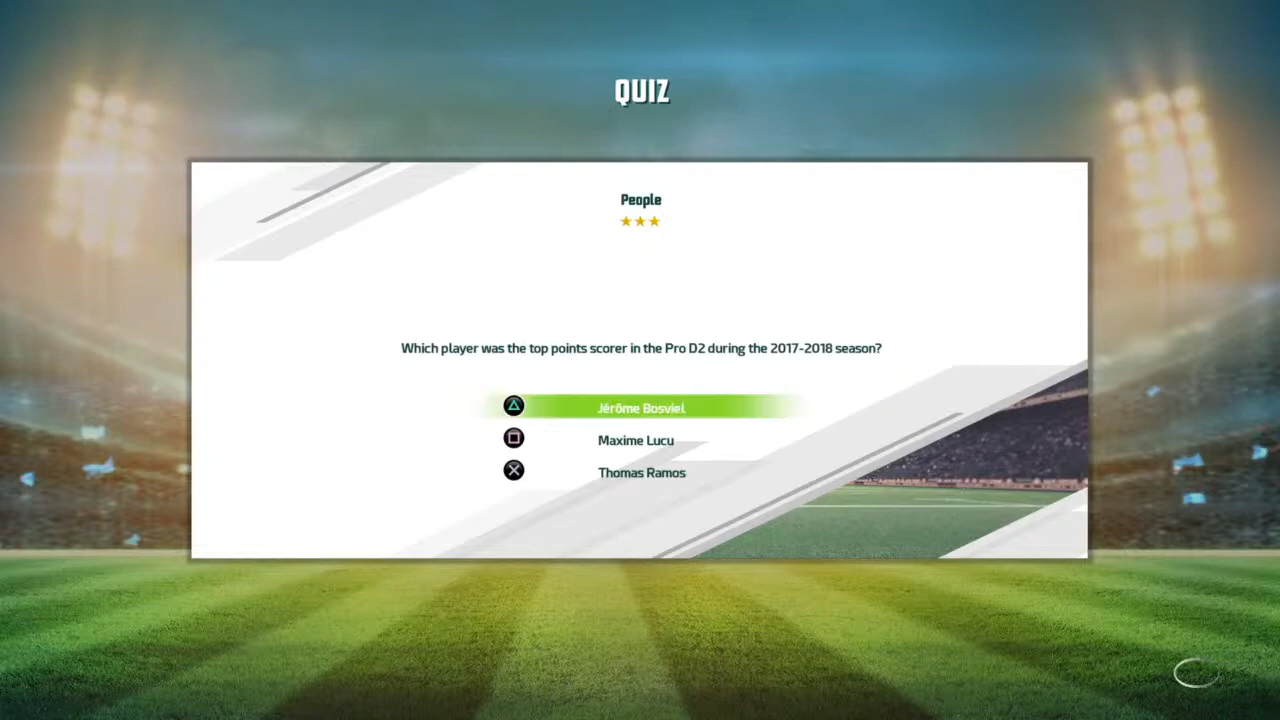 QUIZ
People
Which player was the top points scorer in the Pro D2 during the 2017-2018 season?
Jérôme Bosviel
Maxime Lucu
Thomas Ramos